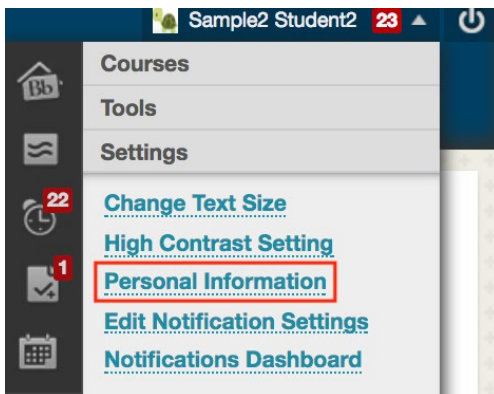 Sample2 Student2 23
Courses
Bb
Tools
Settings
22
Change Text Size
High Contrast Setting
1
Personal Information
Edit Notification Settings
Notifications Dashboard